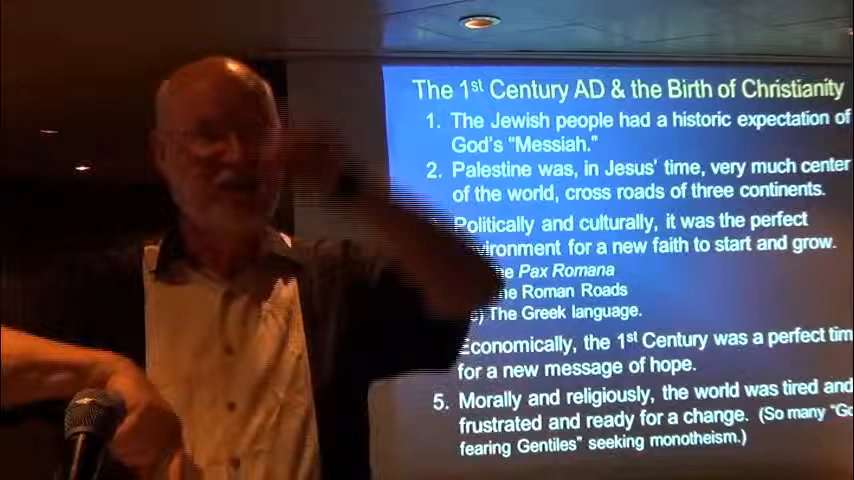 The 1st Century AD & the Birth of Christianity
1. The Jewish people had a historic expectation of
God's "Messiah."
2. Palestine was, in Jesus' time, very much center
of the world, cross roads of three continents.
Politically and culturally, it was the perfect
environment for a new faith to start and grow.
Pax Romana
Roman Roads
c) The Greek language.
Economically, the 1st Century was a perfect time
for a new message of hope.
5. Morally and religiously, the world was tired and
frustrated and ready for a change. (So many
fearing Gentiles" seeking monotheism.)